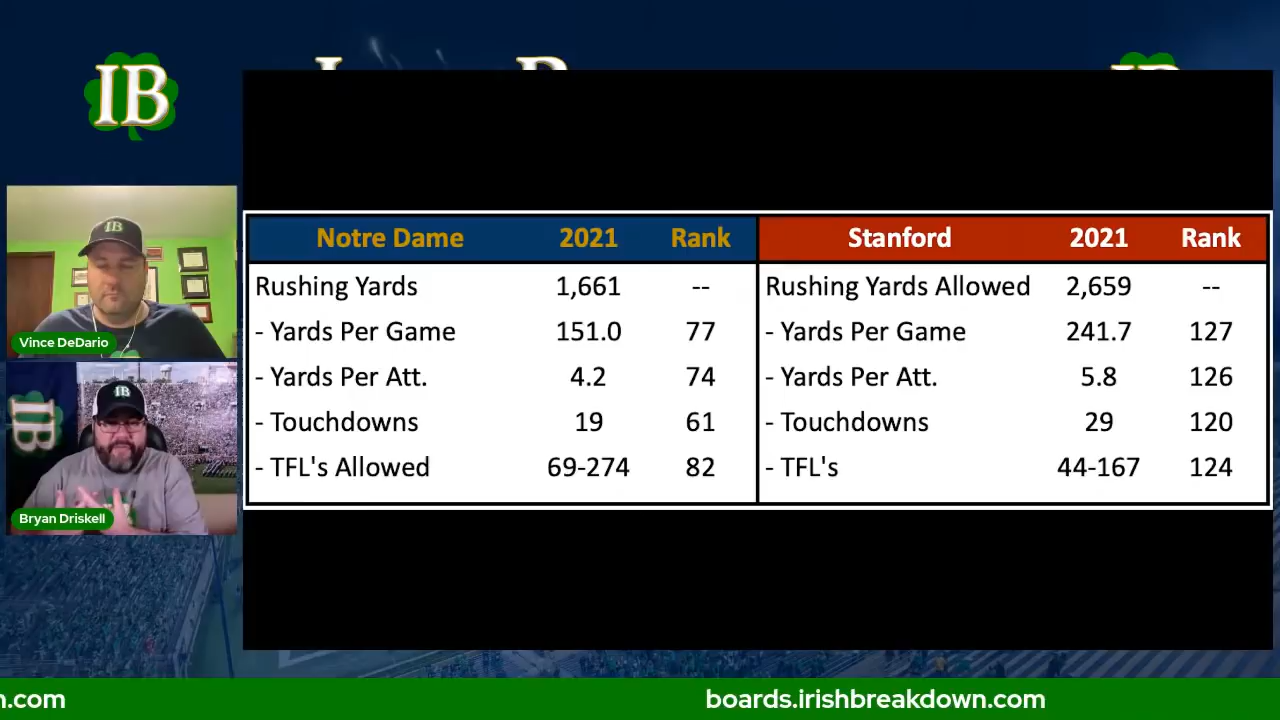 IB
IB
Vince DeDario
IB
IB
Bryan Driskell
Notre Dame 2021 Rank Stanford 2021 Rank
Rushing Yards 1,661 -- Rushing Yards Allowed 2,659 --
- Yards Per Game 151.0 77 - Yards Per Game 241.7 127
- Yards Per Att. 4.2 74 - Yards Per Att. 5.8 126
- Touchdowns 19 61 - Touchdowns 29 120
- TFL's Allowed 69-274 82 - TFL's 44-167 124
n.com boards.irishbreakdown.com